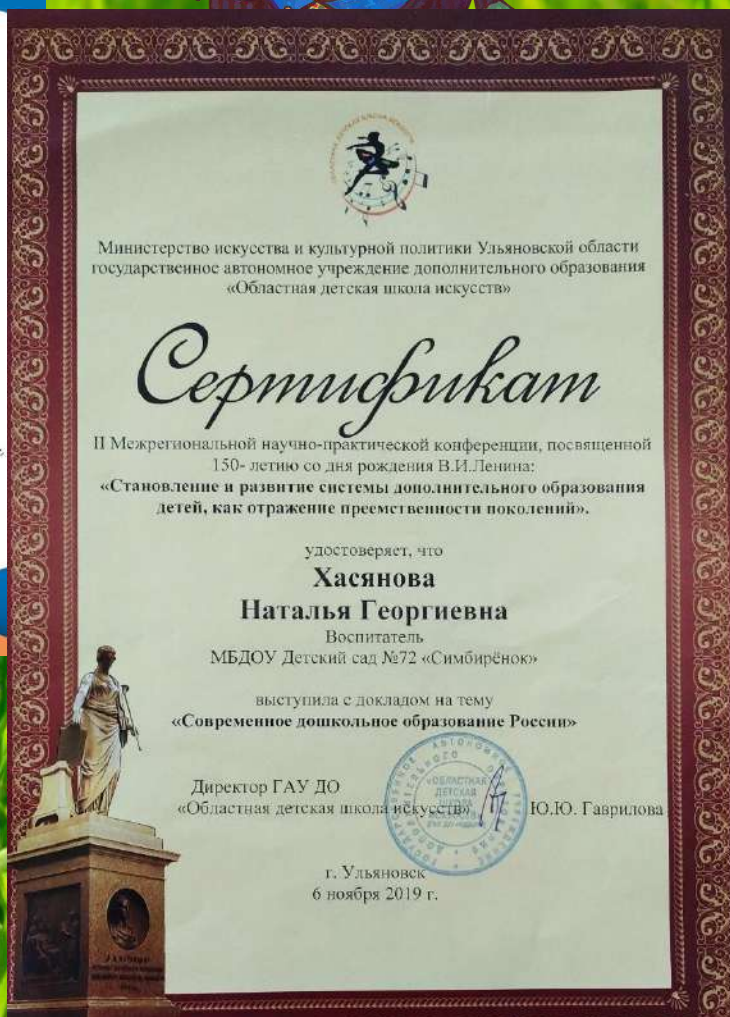 Министерство искусства и культурной политики Ульяновской области
государственное автономное учреждение дополнительного образования
«Областная детская школа искусств»
Сертификат
II Межрегиональной научно-практической конференции, посвященной
150- летию со дня рождения В.И.Ленина:
«Становление и развитие системы дополнительного образования
детей, как отражение преемственности поколений».
удостоверяет, что
Хасянова
Наталья Георгиевна
Воспитатель
МБДОУ Детский сад №72 «Симбирёнок»
выступила с докладом на тему
«Современное дошкольное образование России»
Директор ГАУ ДО
«Областная детская школа искусств»
Ю.Ю. Гаврилова
«ОБЛАСТНАЯ
ДЕТСКАЯ
ШКОЛА
г. Ульяновск
6 ноября 2019 г.